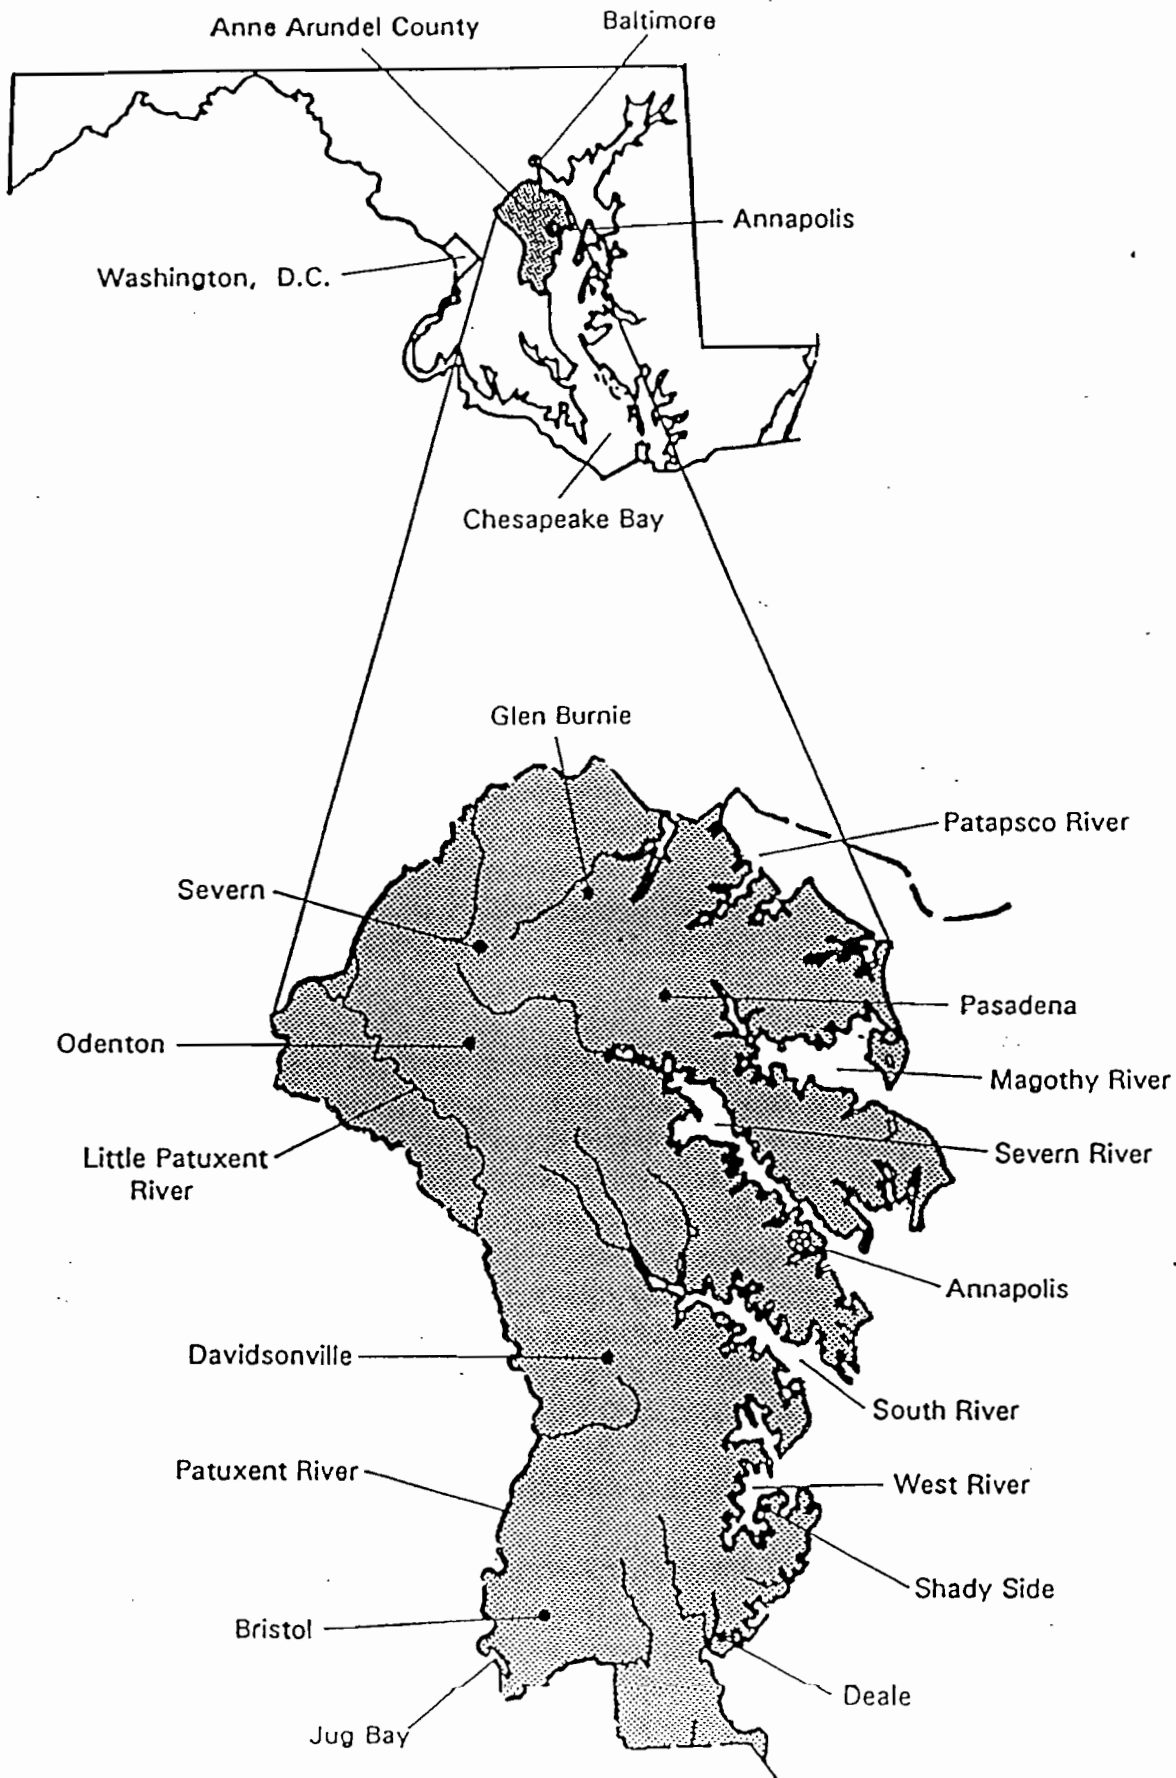 Anne Arundel County
Baltimore
Annapolis
Washington, D.C.
Chesapeake Bay
Glen Burnie
Patapsco River
Severn
Pasadena
Odenton
Magothy River
Little Patuxent
River
Severn River
Annapolis
Davidsonville
South River
Patuxent River
West River
Shady Side
Bristol
Deale
Jug Bay